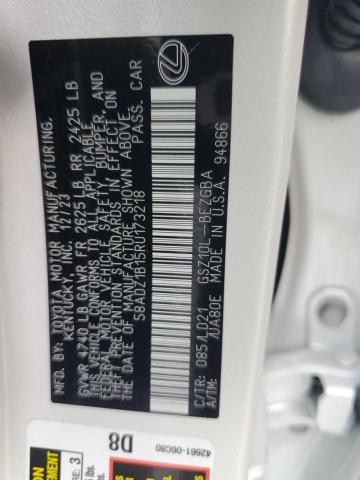 MFD. BY: TOYOTA MOTOR MANUFACTURING,
KENTUCKY, INC. 12/23
GVWR 4740 LB GAWR FR 2625 LB RR 2425 LB
THIS VEHICLE CONFORMS TO ALL APPLICABLE
FEDERAL MOTOR VEHICLE SAFETY, BUMPER, AND
THEFT PREVENTION STANDARDS IN EFFECT ON
THE DATE OF MANUFACTURE SHOWN ABOVE.
58ADZ1B15RU173218 PASS. CAR
C/TR: 085/LD21 GSZ10L-BEZGBA
A/TM: /UA80E MADE IN U.S.A. 94866
D8
42661-06C80